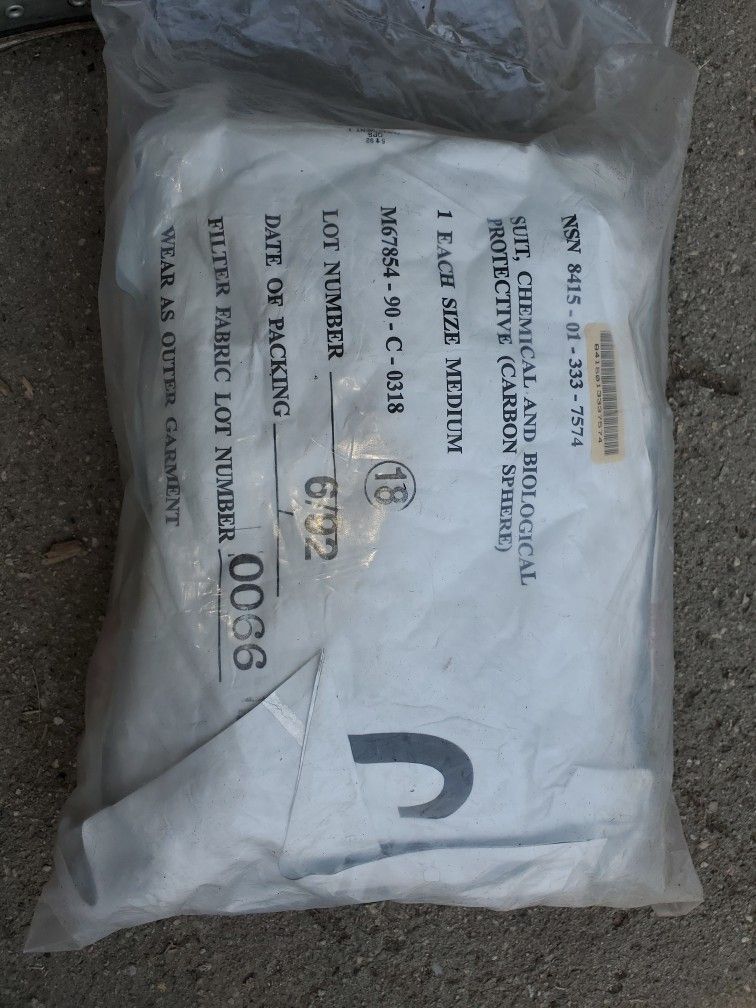 NSN 8415 - 01 - 333 - 7574
8415013337574
SUIT, CHEMICAL AND BIOLOGICAL
PROTECTIVE (CARBON SPHERE)
1 EACH SIZE MEDIUM
M67854 - 90 - C - 0318
LOT NUMBER 18
DATE OF PACKING 6/92
FILTER FABRIC LOT NUMBER 0066
WEAR AS OUTER GARMENT